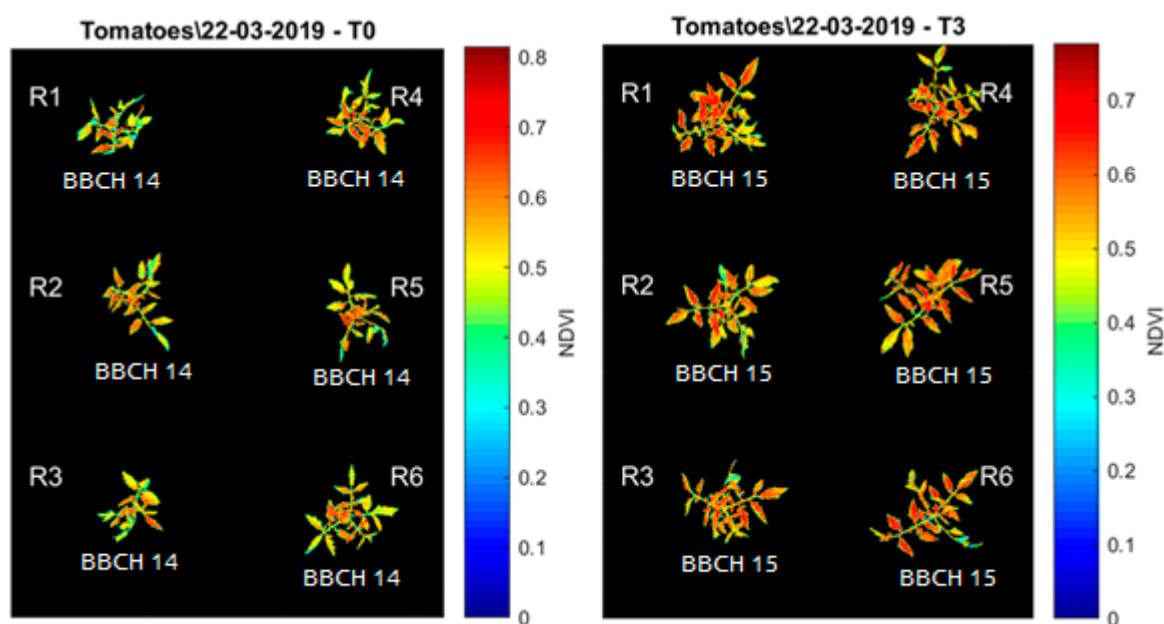 Tomatoes\22-03-2019 - T0
R1
R4
BBCH 14
BBCH 14
R2
R5
BBCH 14
BBCH 14
R3
R6
BBCH 14
BBCH 14
0.8
0.7
0.6
0.5
0.4
0.3
0.2
0.1
0
NDVI
Tomatoes\22-03-2019 - T3
R1
R4
BBCH 15
BBCH 15
R2
R5
BBCH 15
BBCH 15
R3
R6
BBCH 15
BBCH 15
0.7
0.6
0.5
0.4
0.3
0.2
0.1
0
NDVI